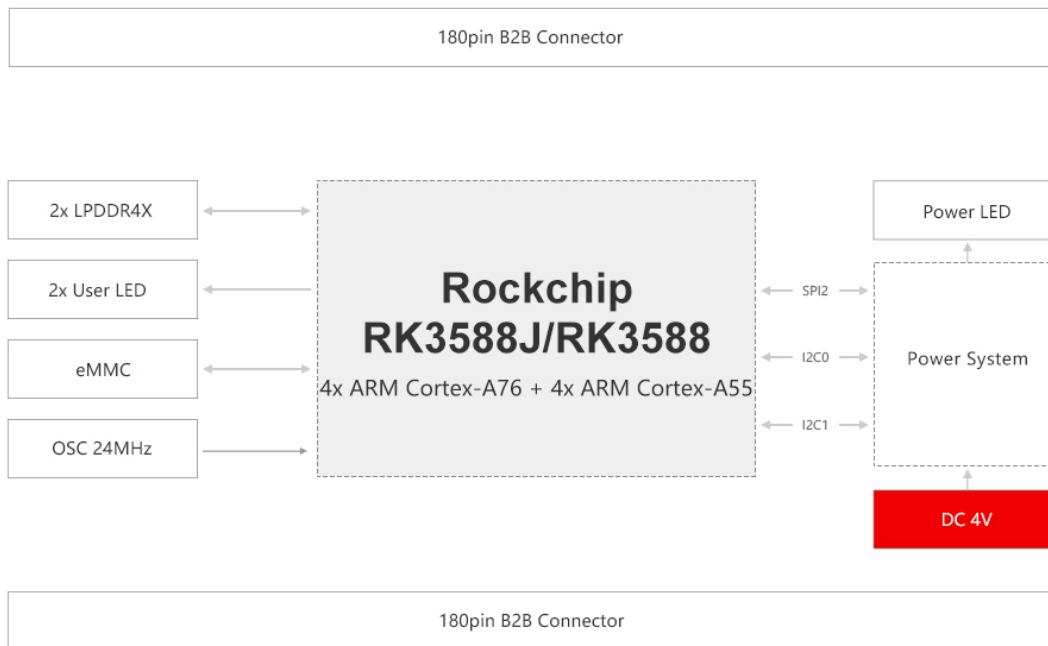 180pin B2B Connector
2x LPDDR4X
2x User LED
eMMC
OSC 24MHz
Rockchip
RK3588J/RK3588
4x ARM Cortex-A76 + 4x ARM Cortex-A55
SPI2
I2C0
I2C1
Power LED
Power System
DC 4V
180pin B2B Connector